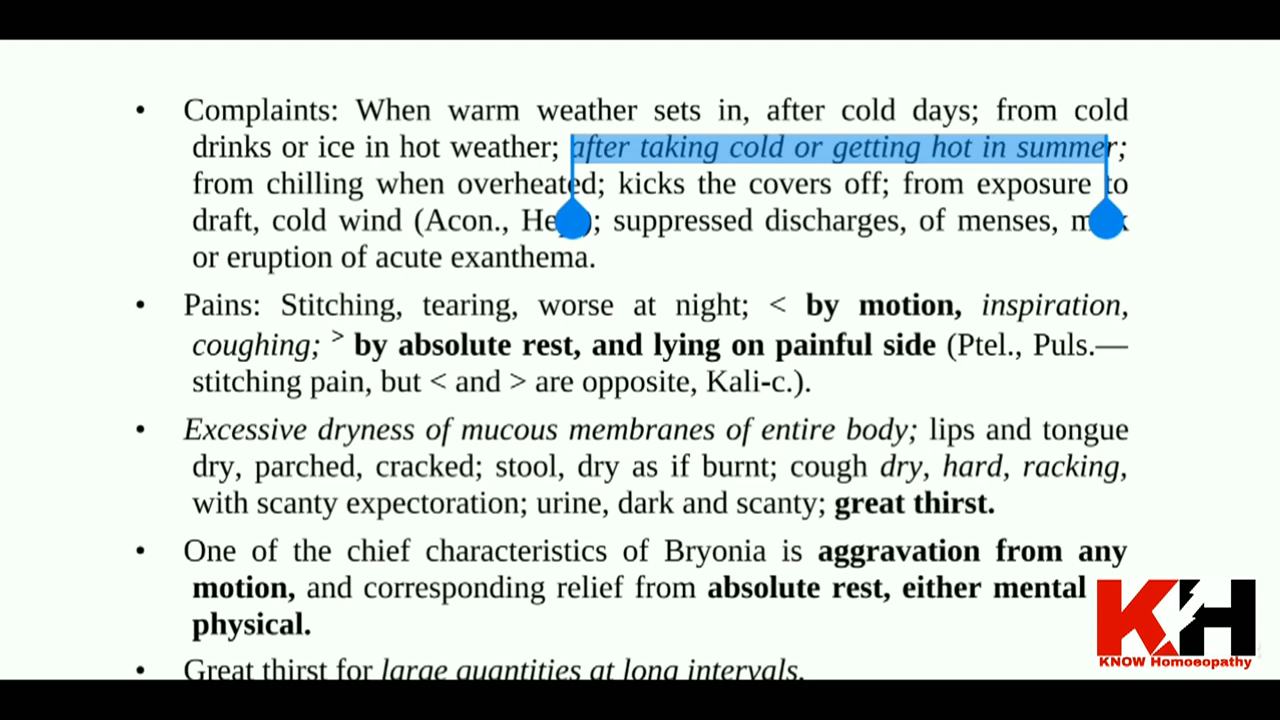 • Complaints: When warm weather sets in, after cold days; from cold
drinks or ice in hot weather; after taking cold or getting hot in summer;
from chilling when overheated; kicks the covers off; from exposure to
draft, cold wind (Acon., ; suppressed discharges, of menses,
or eruption of acute exanthema.
• Pains: Stitching, tearing, worse at night; < by motion, inspiration,
coughing; > by absolute rest, and lying on painful side (Ptel., Puls.—
stitching pain, but < and > are opposite, Kali-c.).
• Excessive dryness of mucous membranes of entire body; lips and tongue
dry, parched, cracked; stool, dry as if burnt; cough dry, hard, racking,
with scanty expectoration; urine, dark and scanty; great thirst.
• One of the chief characteristics of Bryonia is aggravation from any
motion, and corresponding relief from absolute rest, either mental
physical.
• Great thirst for large quantities at long intervals.
KH
KNOW Homoeopathy